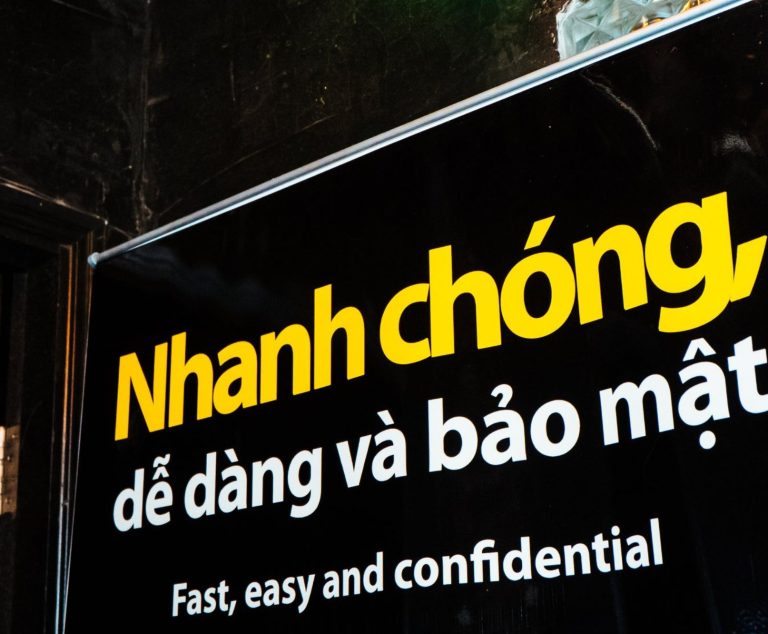 Nhanh chóng,
dễ dàng và bảo mật
Fast, easy and confidential